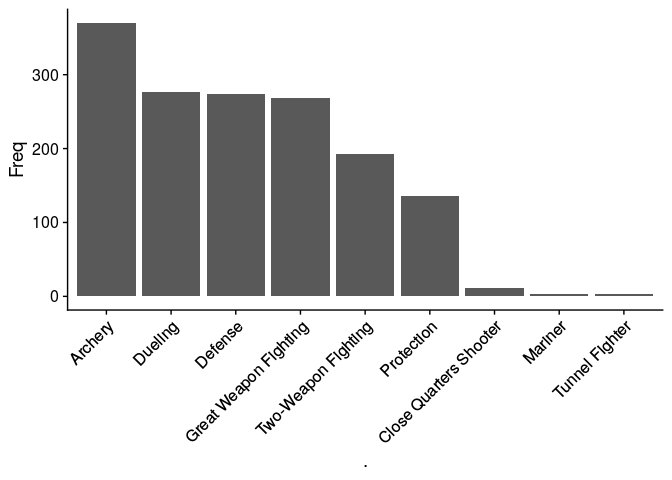 Freq
300
200
100
0
Archery
Dueling
Defense
Great Weapon Fighting
Two-Weapon Fighting
Protection
Close Quarters Shooter
Mariner
Tunnel Fighter
.